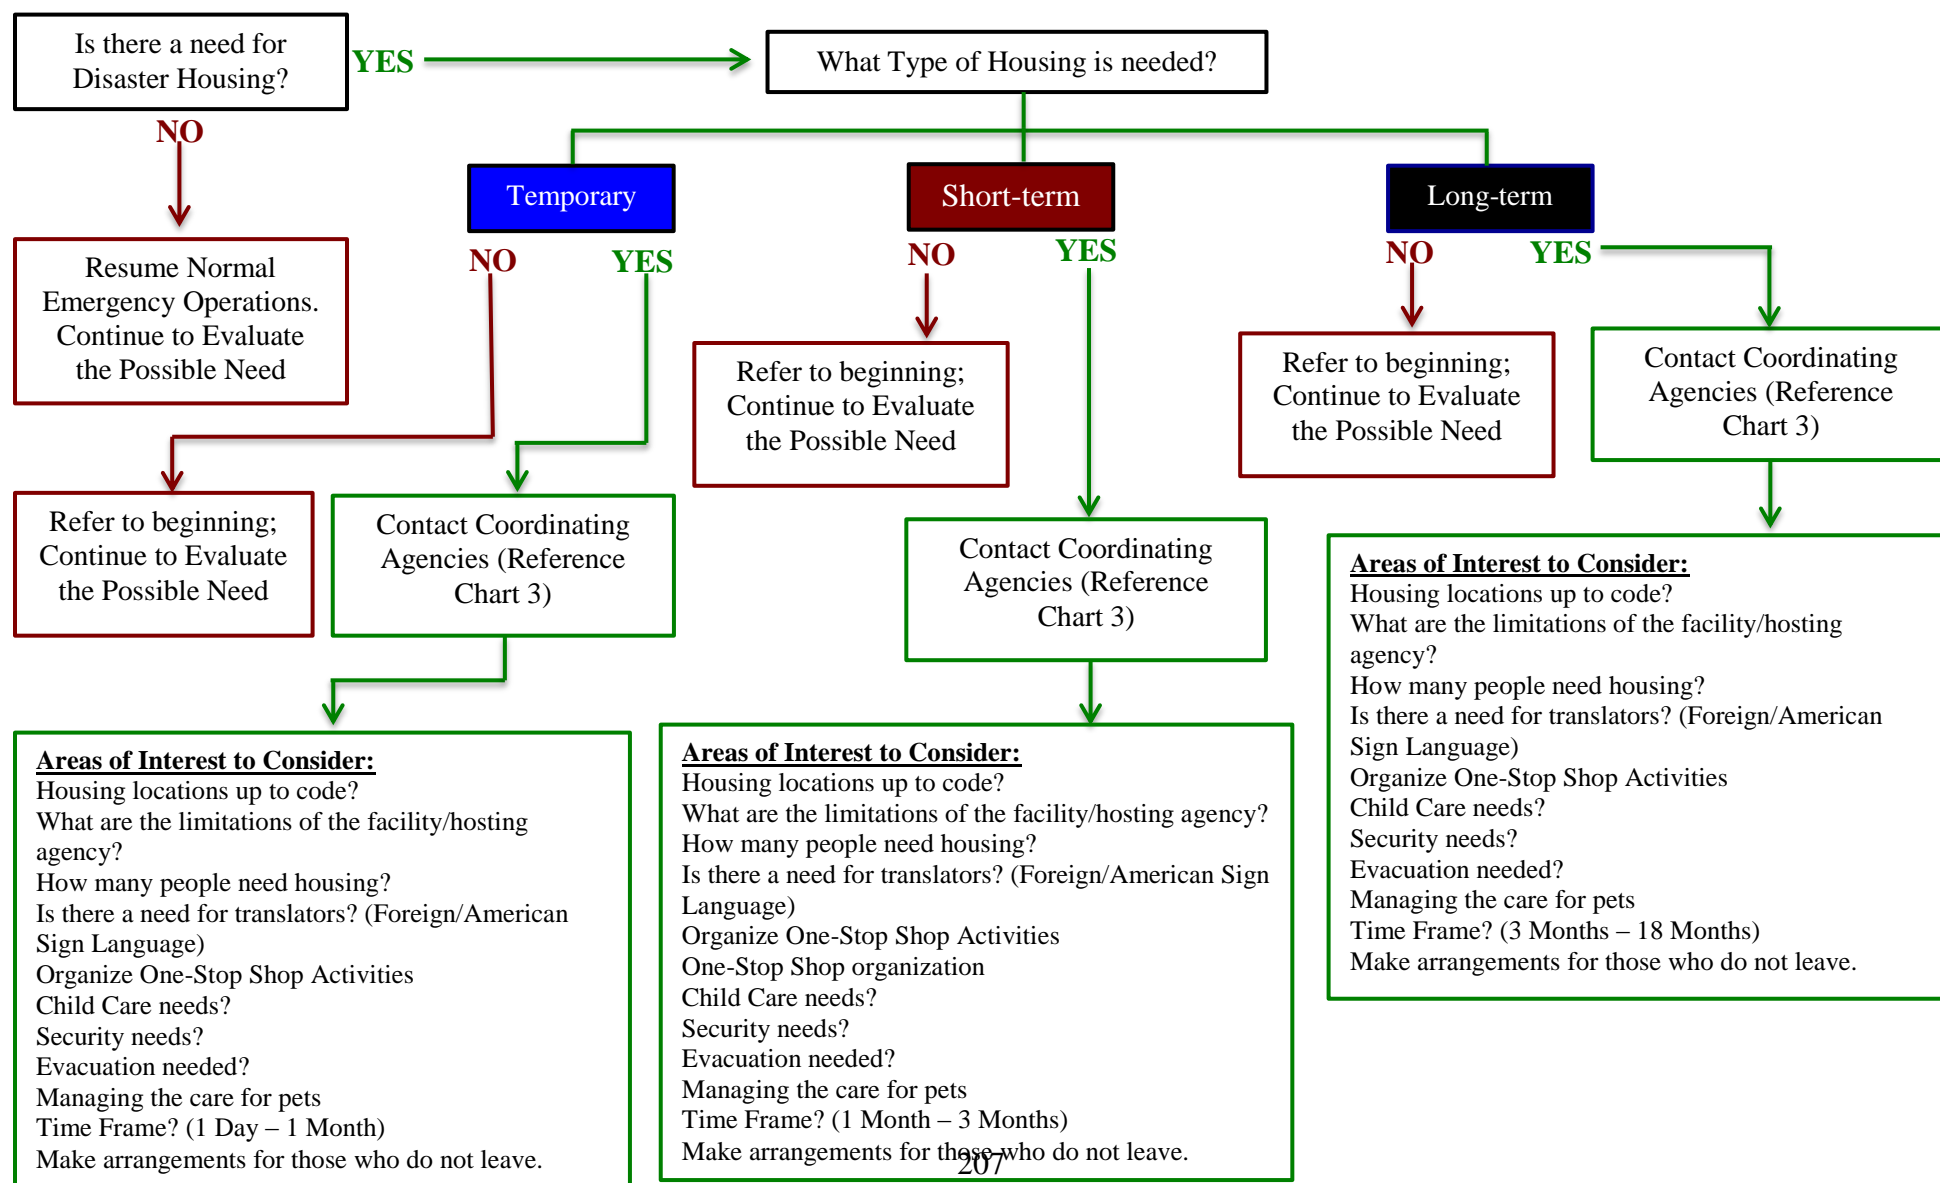 Is there a need for
Disaster Housing?
YES
What Type of Housing is needed?
NO
Temporary
Short-term
Long-term
NO
YES
NO
YES
NO
YES
Resume Normal
Emergency Operations.
Continue to Evaluate
the Possible Need
Refer to beginning;
Continue to Evaluate
the Possible Need
Refer to beginning;
Continue to Evaluate
the Possible Need
Contact Coordinating
Agencies (Reference
Chart 3)
Refer to beginning;
Continue to Evaluate
the Possible Need
Contact Coordinating
Agencies (Reference
Chart 3)
Contact Coordinating
Agencies (Reference
Chart 3)
Areas of Interest to Consider:
Housing locations up to code?
What are the limitations of the facility/hosting
agency?
How many people need housing?
Is there a need for translators? (Foreign/American
Sign Language)
Organize One-Stop Shop Activities
Child Care needs?
Security needs?
Evacuation needed?
Managing the care for pets
Time Frame? (3 Months – 18 Months)
Make arrangements for those who do not leave.
Areas of Interest to Consider:
Housing locations up to code?
What are the limitations of the facility/hosting
agency?
How many people need housing?
Is there a need for translators? (Foreign/American
Sign Language)
Organize One-Stop Shop Activities
Child Care needs?
Security needs?
Evacuation needed?
Managing the care for pets
Time Frame? (1 Day – 1 Month)
Make arrangements for those who do not leave.
Areas of Interest to Consider:
Housing locations up to code?
What are the limitations of the facility/hosting agency?
How many people need housing?
Is there a need for translators? (Foreign/American Sign
Language)
Organize One-Stop Shop Activities
One-Stop Shop organization
Child Care needs?
Security needs?
Evacuation needed?
Managing the care for pets
Time Frame? (1 Month – 3 Months)
Make arrangements for those who do not leave.
207